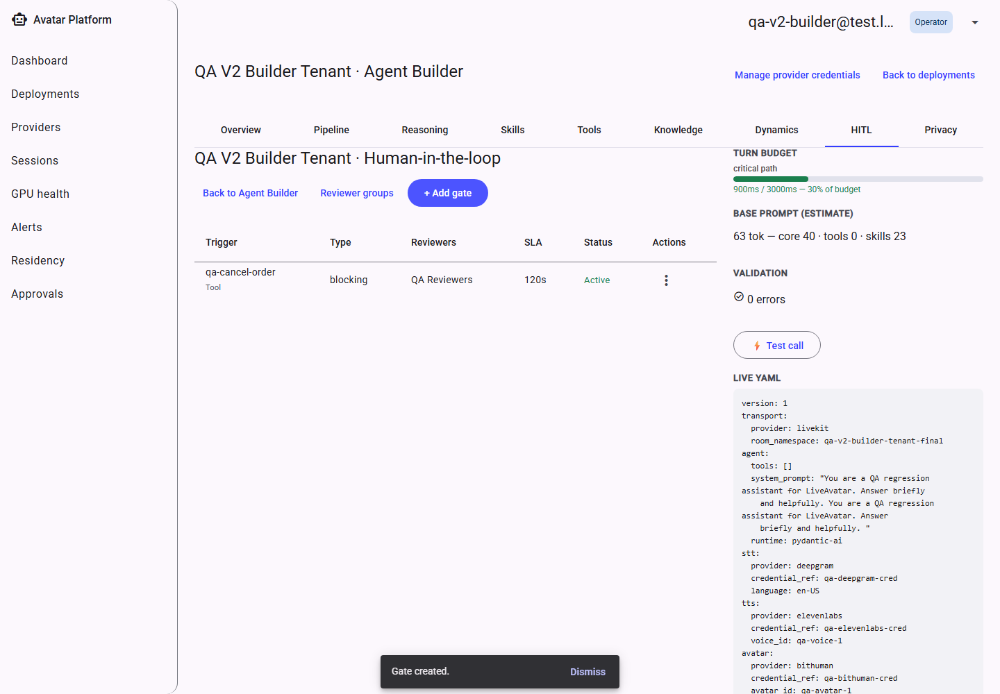 Avatar Platform
qa-v2-builder@test.l...
Operator
Dashboard
Deployments
Providers
Sessions
GPU health
Alerts
Residency
Approvals
QA V2 Builder Tenant · Agent Builder
Manage provider credentials
Back to deployments
Overview
Pipeline
Reasoning
Skills
Tools
Knowledge
Dynamics
HITL
Privacy
QA V2 Builder Tenant · Human-in-the-loop
Back to Agent Builder
Reviewer groups
+ Add gate
Trigger Type Reviewers SLA Status Actions
qa-cancel-order
Tool
blocking QA Reviewers 120s Active
TURN BUDGET
critical path
900ms / 3000ms — 30% of budget
BASE PROMPT (ESTIMATE)
63 tok — core 40 · tools 0 · skills 23
VALIDATION
0 errors
Test call
LIVE YAML
version: 1
transport:
  provider: livekit
  room_namespace: qa-v2-builder-tenant-final
agent:
  tools: []
  system_prompt: "You are a QA regression
assistant for LiveAvatar. Answer briefly
    and helpfully. You are a QA regression
assistant for LiveAvatar. Answer
    briefly and helpfully. "
  runtime: pydantic-ai
stt:
  provider: deepgram
  credential_ref: qa-deepgram-cred
  language: en-US
tts:
  provider: elevenlabs
  credential_ref: qa-elevenlabs-cred
  voice_id: qa-voice-1
avatar:
  provider: bithuman
  credential_ref: qa-bithuman-cred
  avatar_id: qa-avatar-1
Gate created.
Dismiss